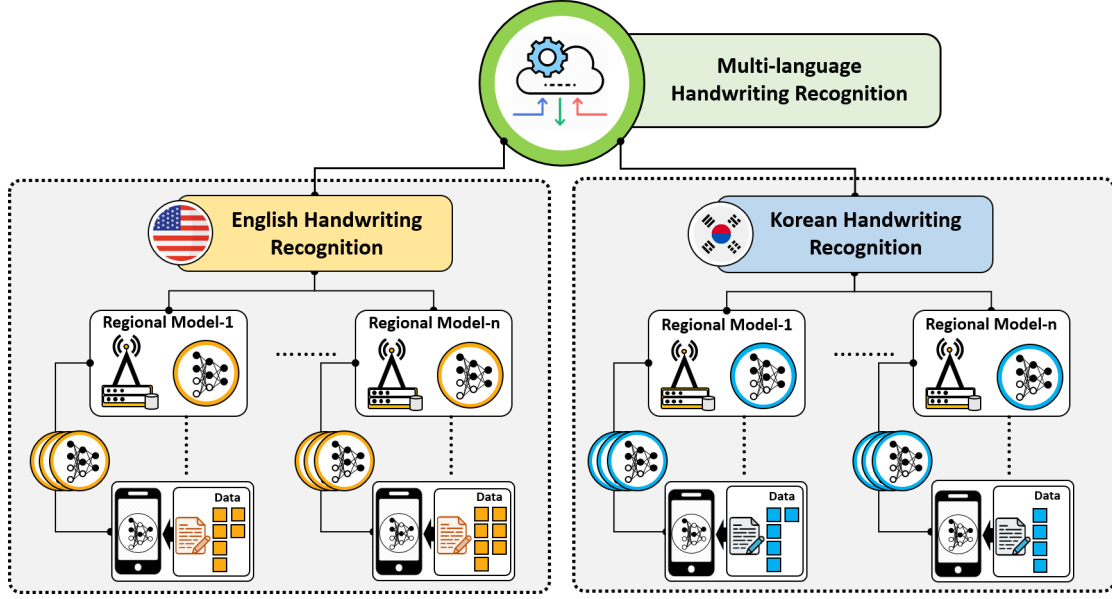 Multi-language
Handwriting Recognition
English Handwriting
Recognition
Korean Handwriting
Recognition
Regional Model-1
Regional Model-n
Regional Model-1
Regional Model-n
Data
Data
Data
Data